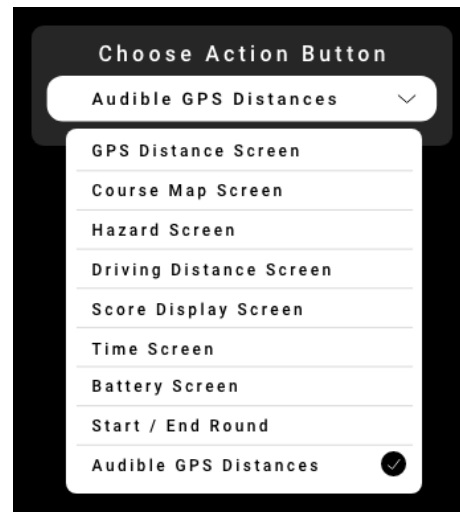 Choose Action Button
Audible GPS Distances
GPS Distance Screen
Course Map Screen
Hazard Screen
Driving Distance Screen
Score Display Screen
Time Screen
Battery Screen
Start / End Round
Audible GPS Distances